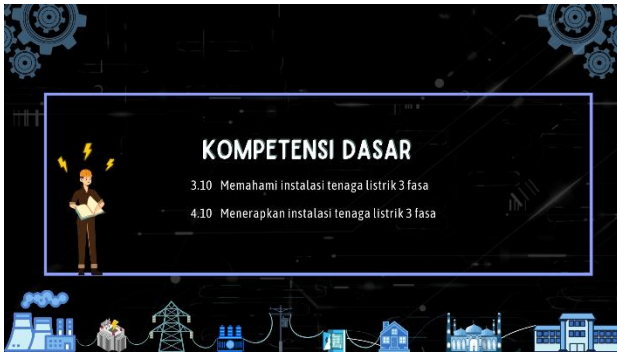 KOMPETENSI DASAR
3.10 Memahami instalasi tenaga listrik 3 fasa
4.10 Menerapkan instalasi tenaga listrik 3 fasa